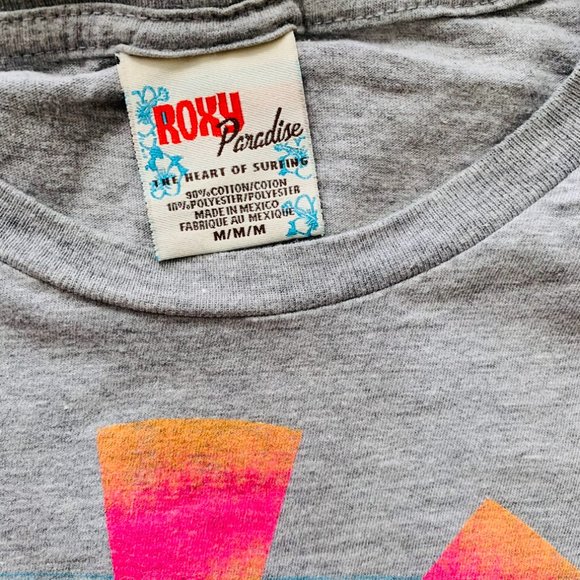 ROXY
Paradise
THE HEART OF SURFING
90%COTTON/COTON
10%POLYESTER/POLYESTER
MADE IN MEXICO
FABRIQUE AU MEXIQUE
M/M/M